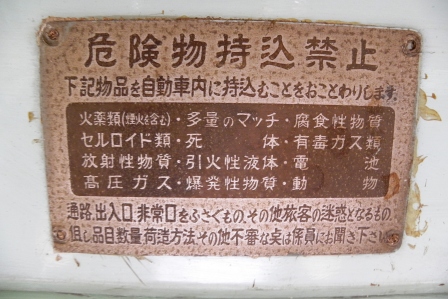 危険物持込禁止
下記物品を自動車内に持込むことをおことわりします。
火薬類(煙火を含む)・多量のマッチ・腐食性物質
セルロイド類・死体・有毒ガス類
放射性物質・引火性液体・電池
高圧ガス・爆発性物質・動物
通路、出入口、非常口をふさぐもの、その他旅客の迷惑となるもの、
但し品目数量荷造方法、その他不審な点は係員にお聞き下さい